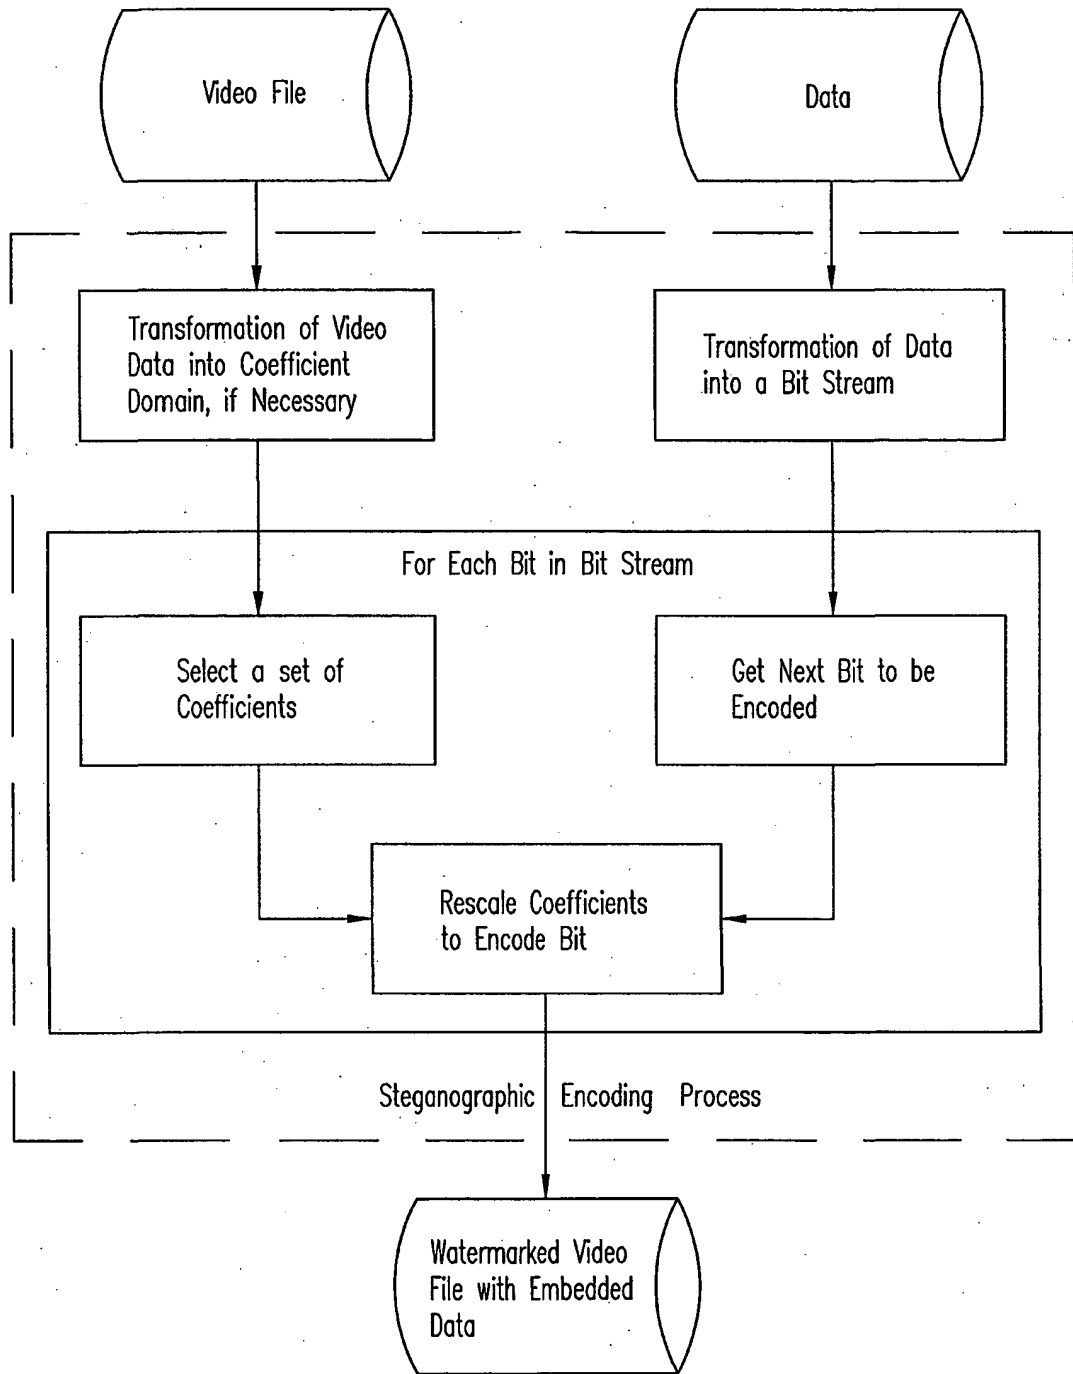 Video File
Data
Transformation of Video
Data into Coefficient
Domain, if Necessary
Transformation of Data
into a Bit Stream
For Each Bit in Bit Stream
Select a set of
Coefficients
Get Next Bit to be
Encoded
Rescale Coefficients
to Encode Bit
Steganographic Encoding Process
Watermarked Video
File with Embedded
Data